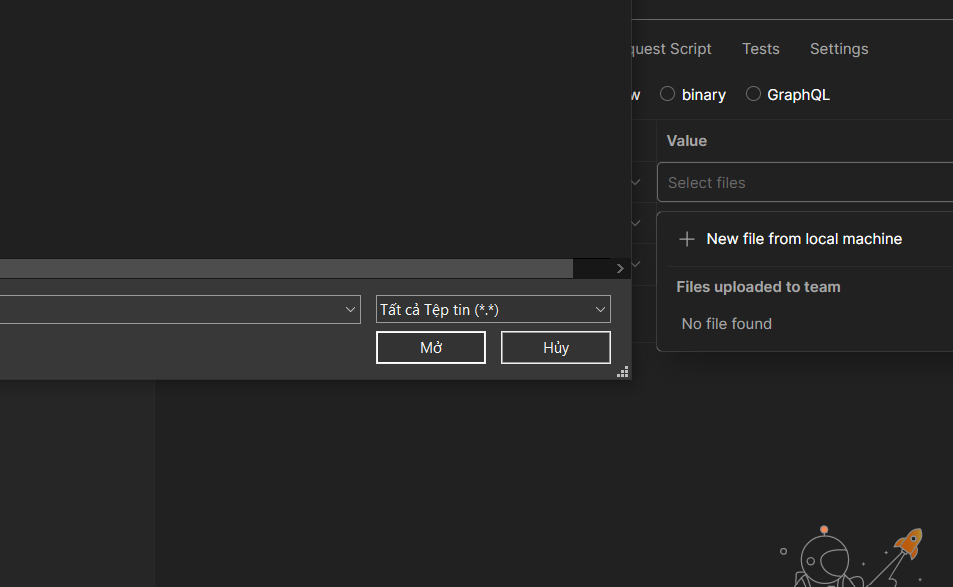 quest Script Tests Settings
w binary GraphQL
Value
Select files
New file from local machine
Files uploaded to team
No file found
Tất cả Tệp tin (*.*)
Mở Hủy